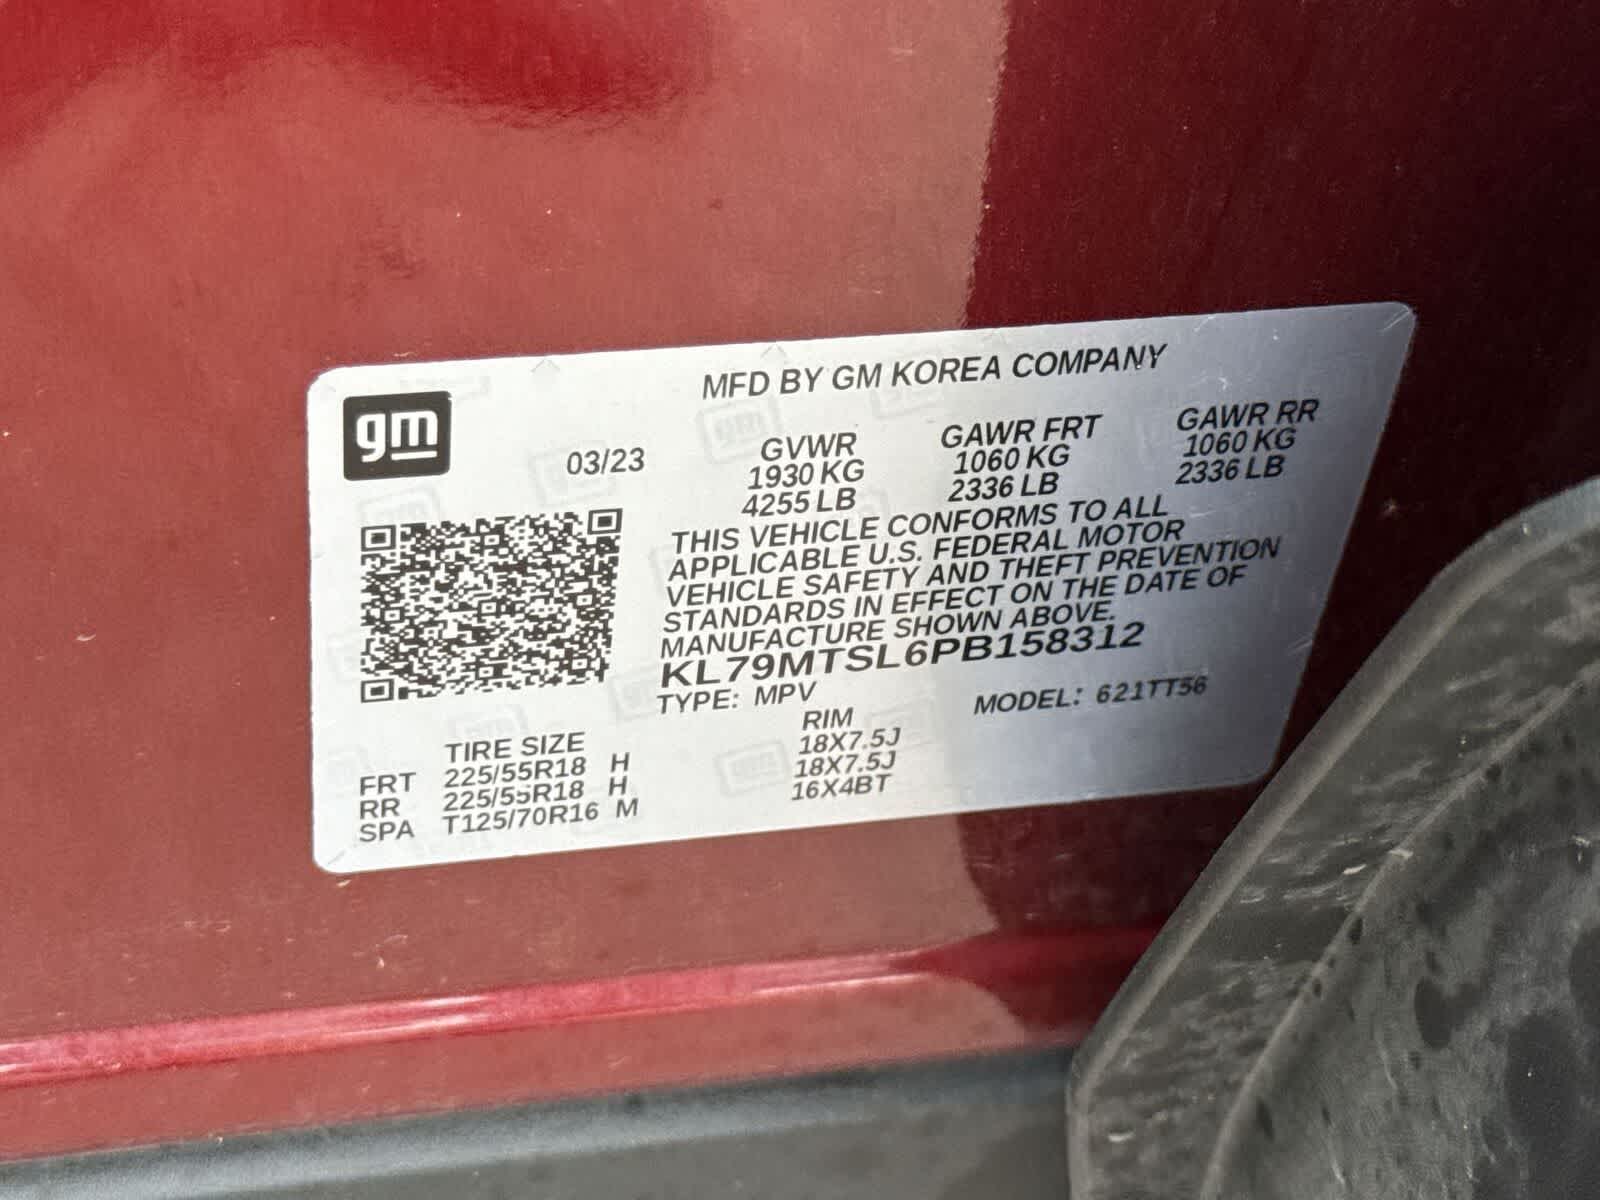 gm
MFD BY GM KOREA COMPANY
03/23
GVWR GAWR FRT GAWR RR
1930 KG 1060 KG 1060 KG
4255 LB 2336 LB 2336 LB
THIS VEHICLE CONFORMS TO ALL
APPLICABLE U.S. FEDERAL MOTOR
VEHICLE SAFETY AND THEFT PREVENTION
STANDARDS IN EFFECT ON THE DATE OF
MANUFACTURE SHOWN ABOVE.
KL79MTSL6PB158312
TYPE: MPV MODEL: 621TT56
TIRE SIZE RIM
FRT 225/55R18 H 18X7.5J
RR 225/55R18 H 18X7.5J
SPA T125/70R16 M 16X4BT